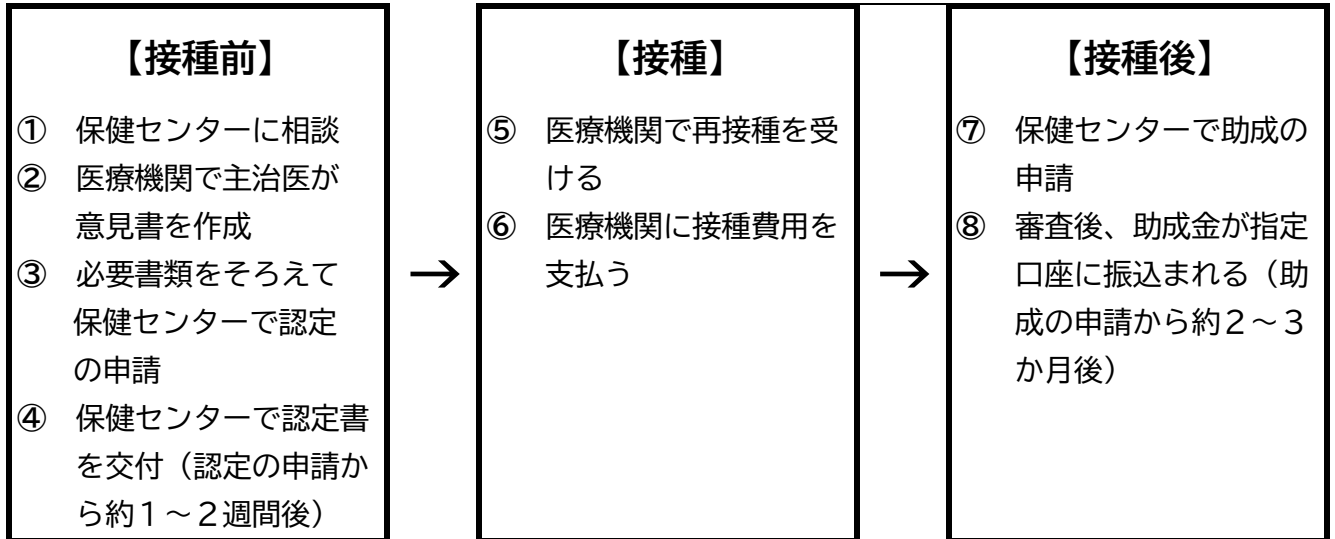 【接種前】
① 保健センターに相談
② 医療機関で主治医が
意見書を作成
③ 必要書類をそろえて
保健センターで認定
の申請
④ 保健センターで認定書
を交付（認定の申請か
ら約１～２週間後）
→
【接種】
⑤ 医療機関で再接種を受
ける
⑥ 医療機関に接種費用を
支払う
→
【接種後】
⑦ 保健センターで助成の
申請
⑧ 審査後、助成金が指定
口座に振込まれる（助
成の申請から約２～３
か月後）